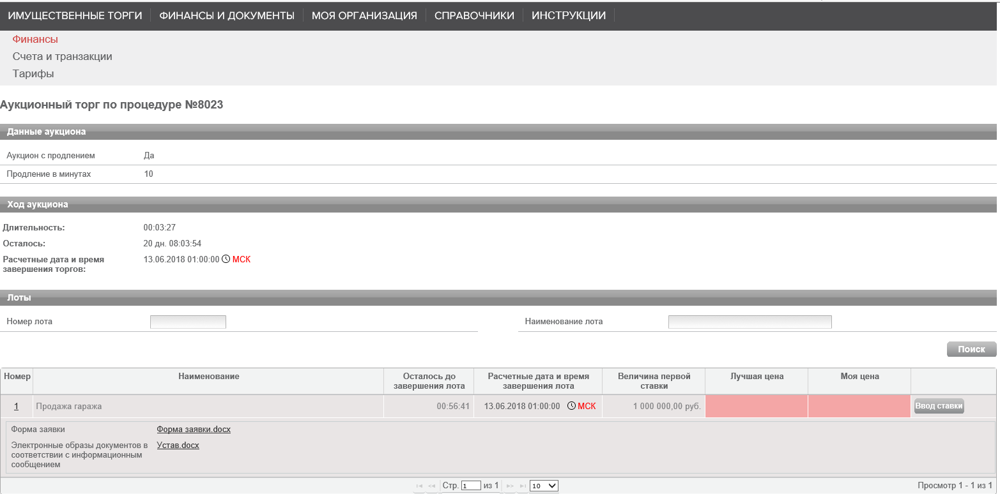 ИМУЩЕСТВЕННЫЕ ТОРГИ ФИНАНСЫ И ДОКУМЕНТЫ МОЯ ОРГАНИЗАЦИЯ СПРАВОЧНИКИ ИНСТРУКЦИИ
Финансы
Счета и транзакции
Тарифы
Аукционный торг по процедуре №8023
Данные аукциона
Аукцион с продлением Да
Продление в минутах 10
Ход аукциона
Длительность: 00:03:27
Осталось: 20 дн. 08:03:54
Расчетные дата и время 13.06.2018 01:00:00 МСК
завершения торгов:
Лоты
Номер лота Наименование лота
Поиск
Номер Наименование Осталось до Расчетные дата и время Величина первой Лучшая цена Моя цена
завершения лота завершения лота ставки
1 Продажа гаража 00:56:41 13.06.2018 01:00:00 МСК 1 000 000,00 руб. Ввод ставки
Форма заявки Форма заявки.docx
Электронные образы документов в Устав.docx
соответствии с информационным
сообщением
Стр. 1 из 1 10 Просмотр 1 - 1 из 1